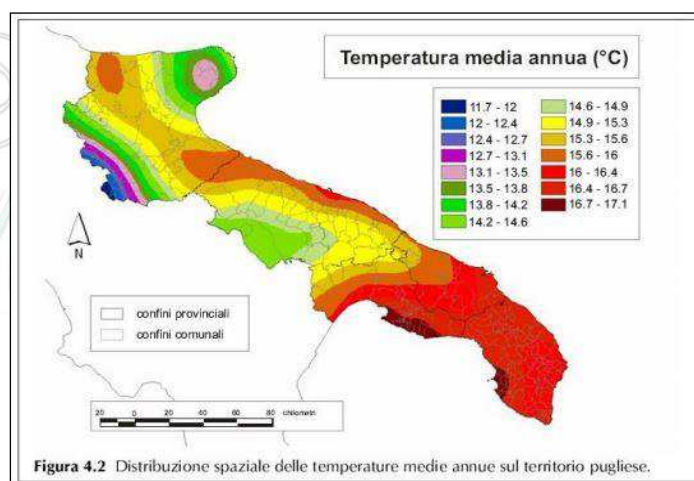 Temperatura media annua (°C)
11.7 - 12
12 - 12.4
12.4 - 12.7
12.7 - 13.1
13.1 - 13.5
13.5 - 13.8
13.8 - 14.2
14.2 - 14.6
14.6 - 14.9
14.9 - 15.3
15.3 - 15.6
15.6 - 16
16 - 16.4
16.4 - 16.7
16.7 - 17.1
N
confini provinciali
confini comunali
20 0 20 40 60 80 chilometri
Figura 4.2 Distribuzione spaziale delle temperature medie annue sul territorio pugliese.